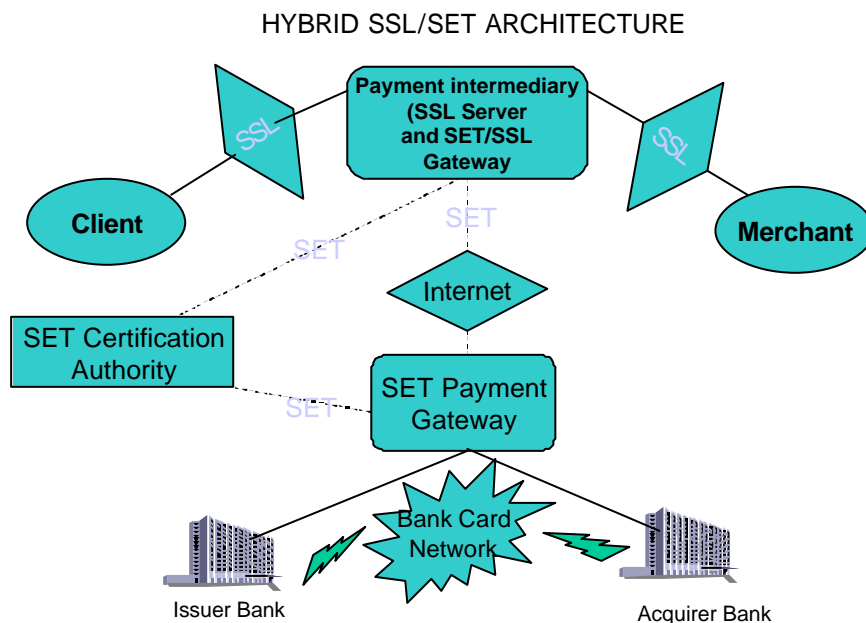 HYBRID SSL/SET ARCHITECTURE
Payment intermediary
(SSL Server
and SET/SSL
Gateway
SSL
SSL
Client
Merchant
SET
SET
Internet
SET Certification
Authority
SET Payment
Gateway
SET
Bank Card
Network
Issuer Bank
Acquirer Bank